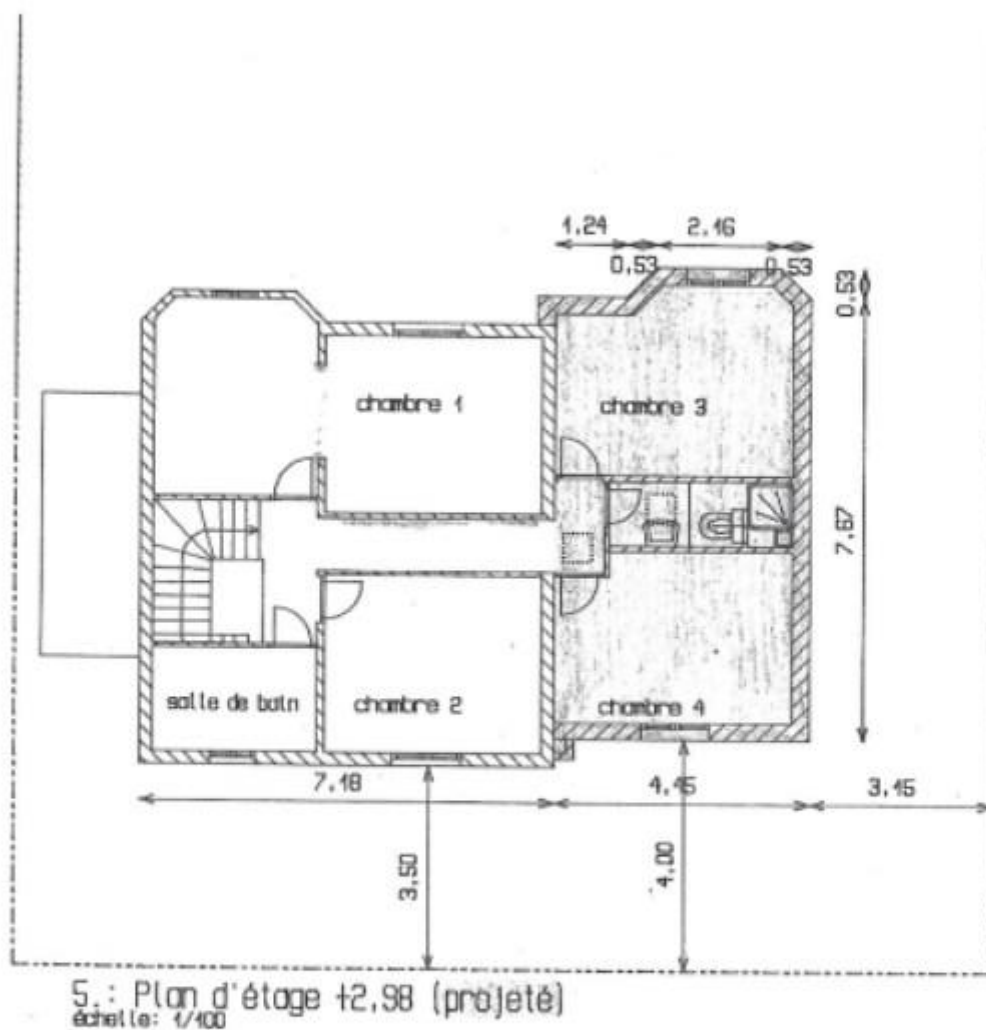 1,24 2.16
0,53 0,53
0,53
chambre 1
chambre 3
7,67
salle de bain
chambre 2
chambre 4
7,18 4,45 3,15
3,50
4,00
5.: Plan d'étage +2,98 (projeté)
échelle: 1/100